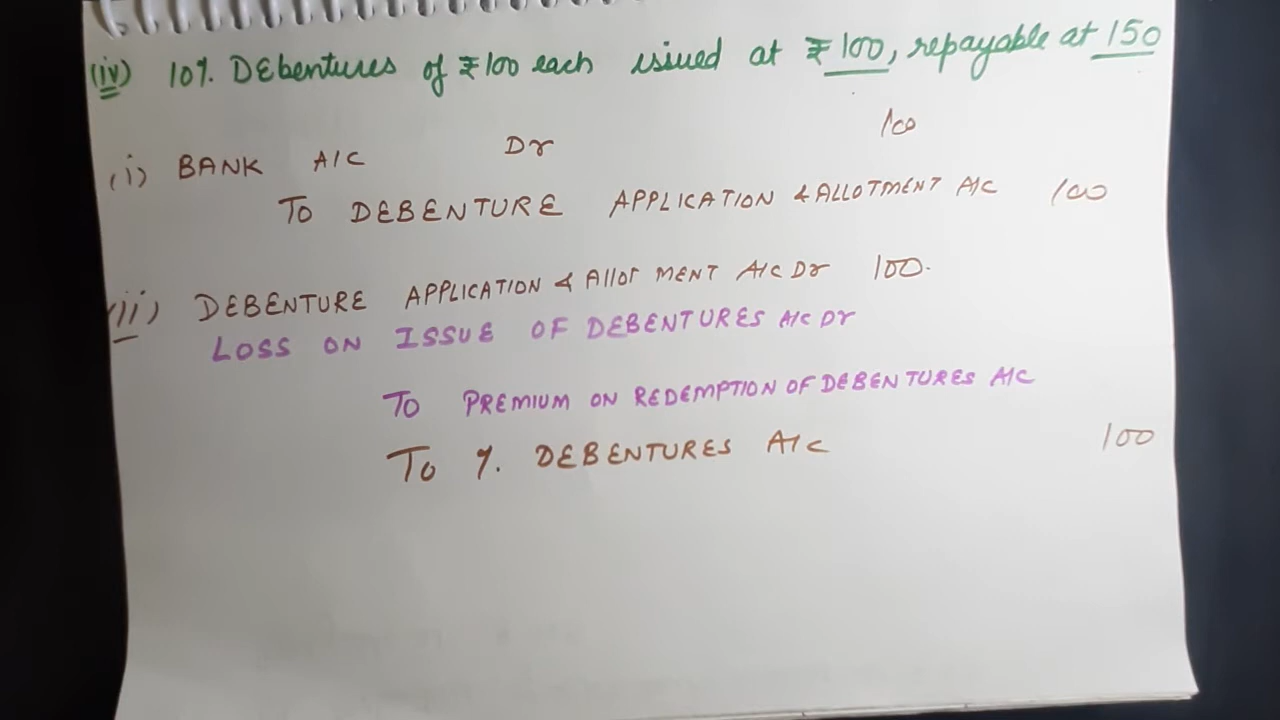 (iv) 10%. DEbentures of ₹100 each issued at ₹100, repayable at 150
100
(i) BANK A/C Dr
To DEBENTURE APPLICATION & ALLOTMENT A/C 100
(ii) DEBENTURE APPLICATION & AllOTMENT A/C Dr 100.
LOSS ON ISSUE OF DEBENTURES A/C Dr
To PREMIUM ON REDEMPTION OF DEBENTURES A/C
To %. DEBENTURES A/C 100